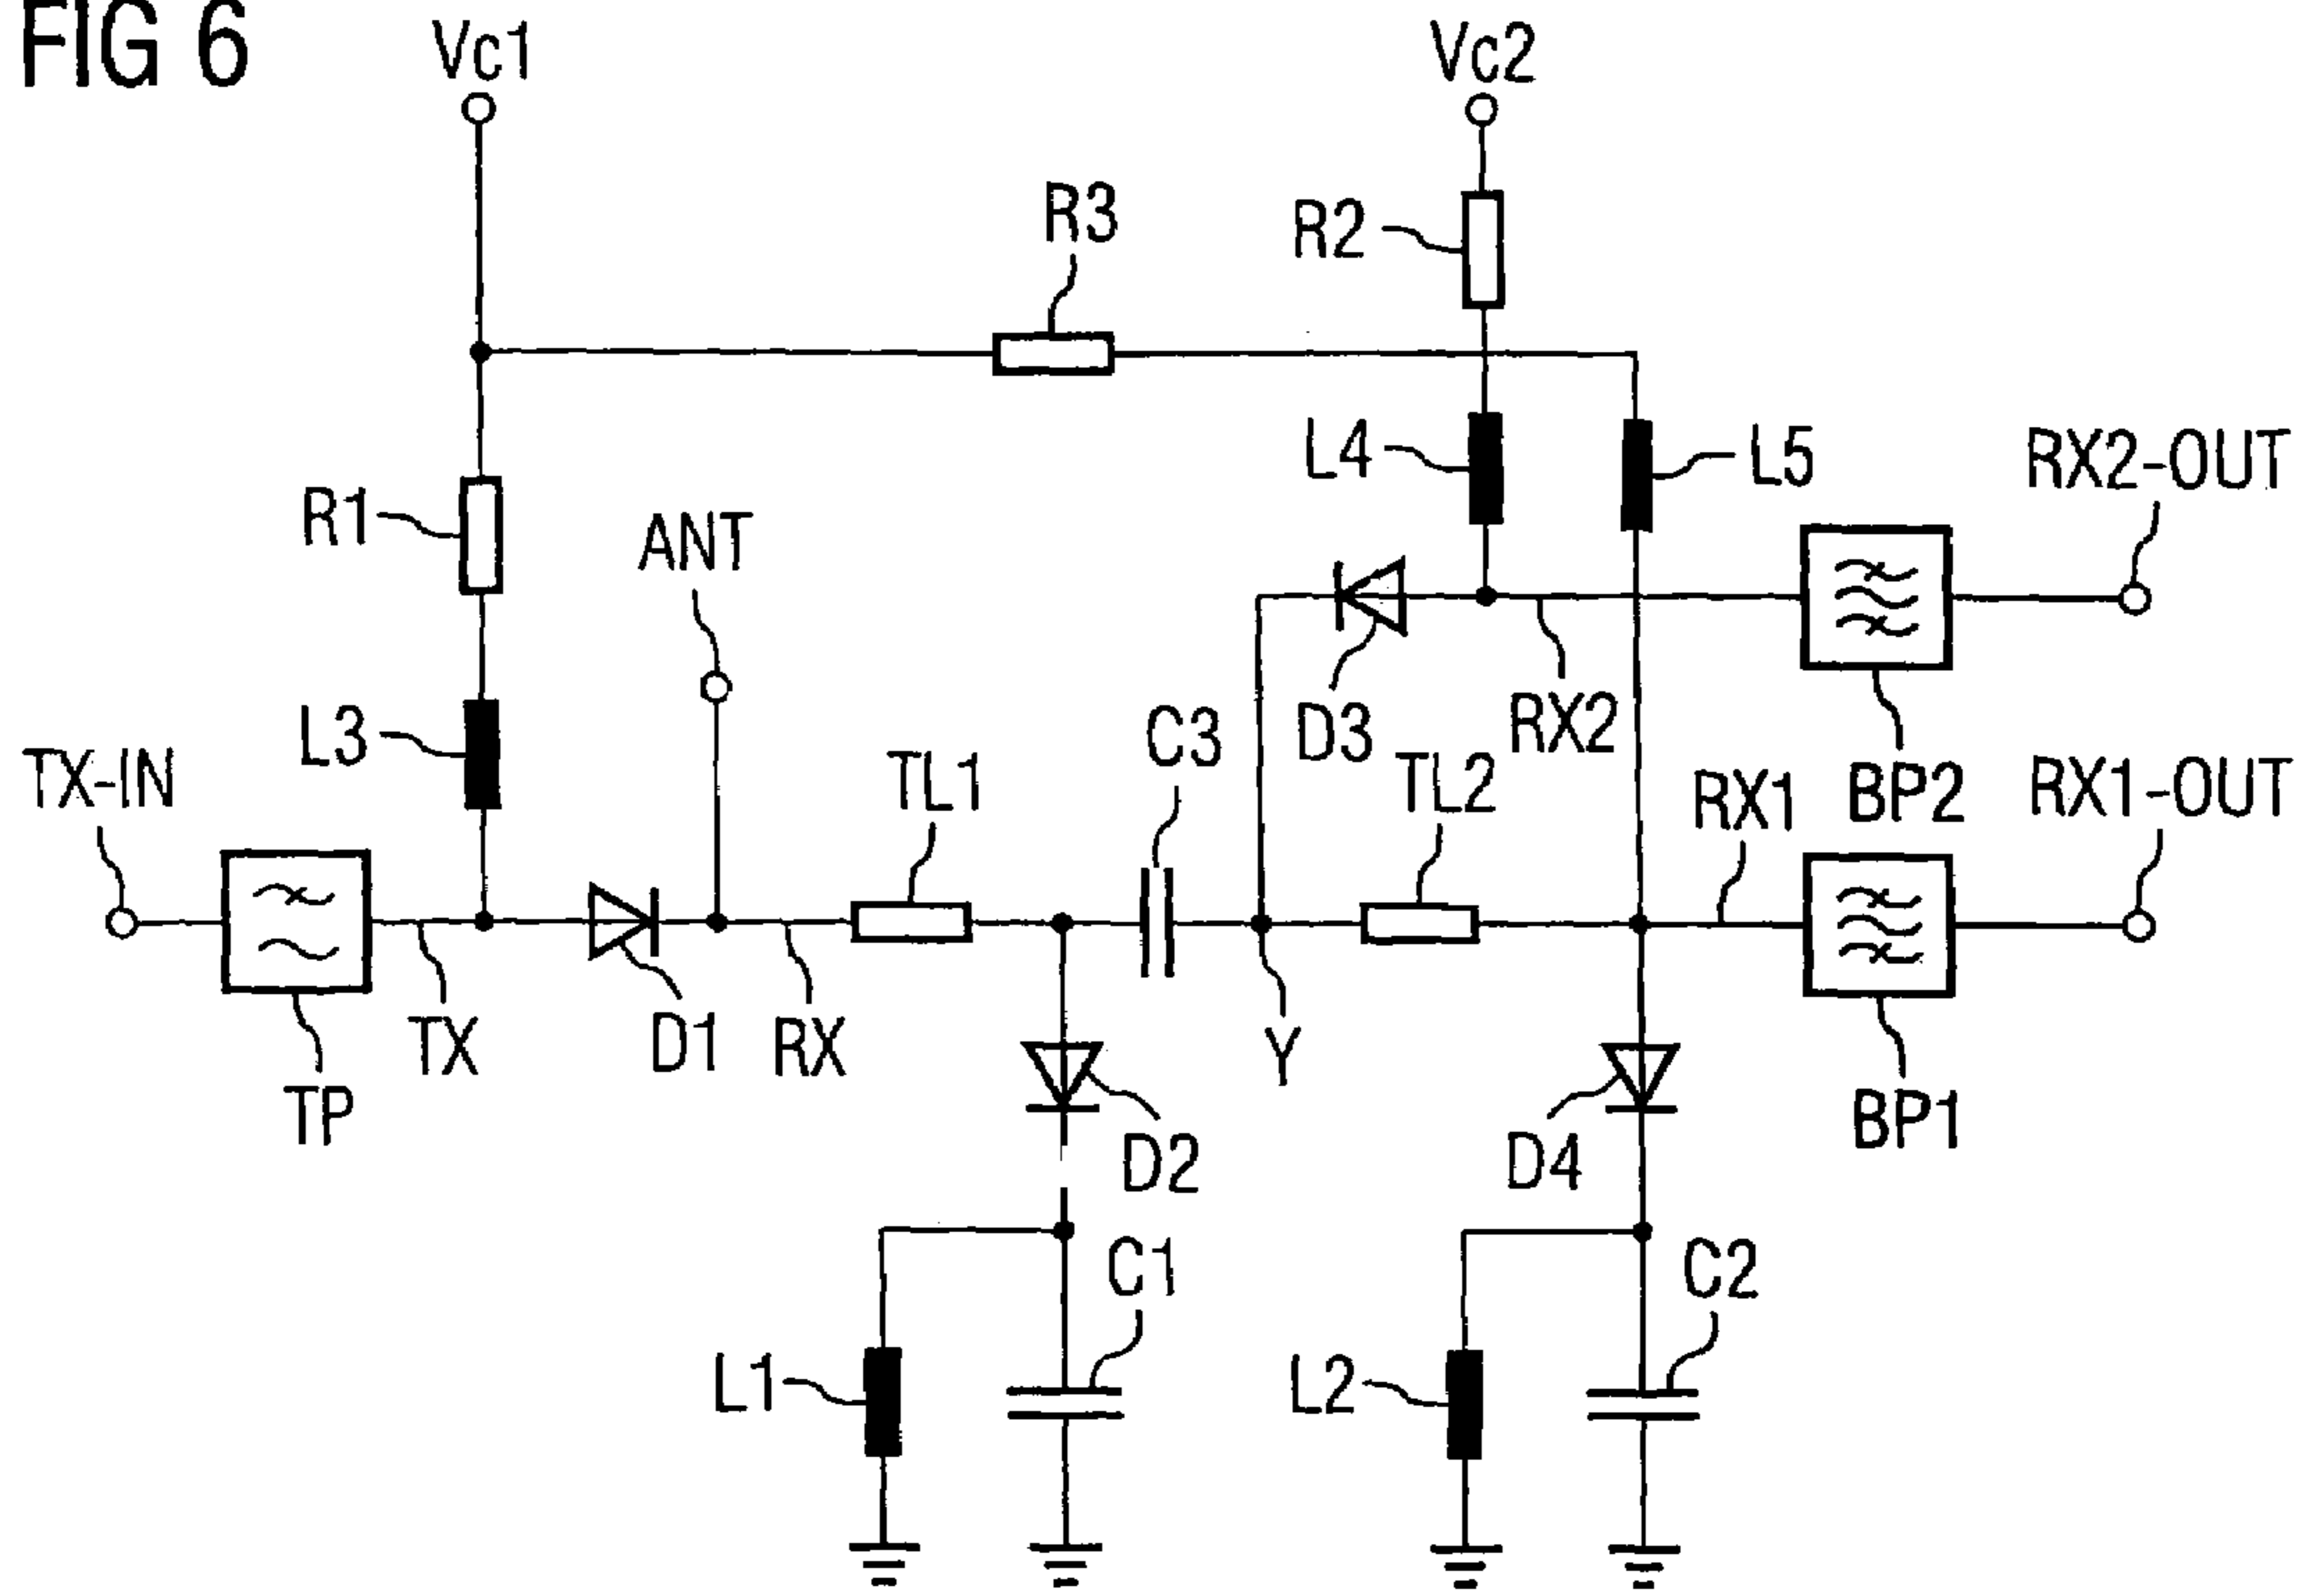 FIG 6
Vc1
Vc2
R3
R2
L4
L5
RX2-OUT
R1
ANT
L3
C3
D3
RX2
TX-IN
TL1
TL2
RX1
BP2
RX1-OUT
TX
D1
RX
Y
TP
D2
D4
BP1
C1
C2
L1
L2